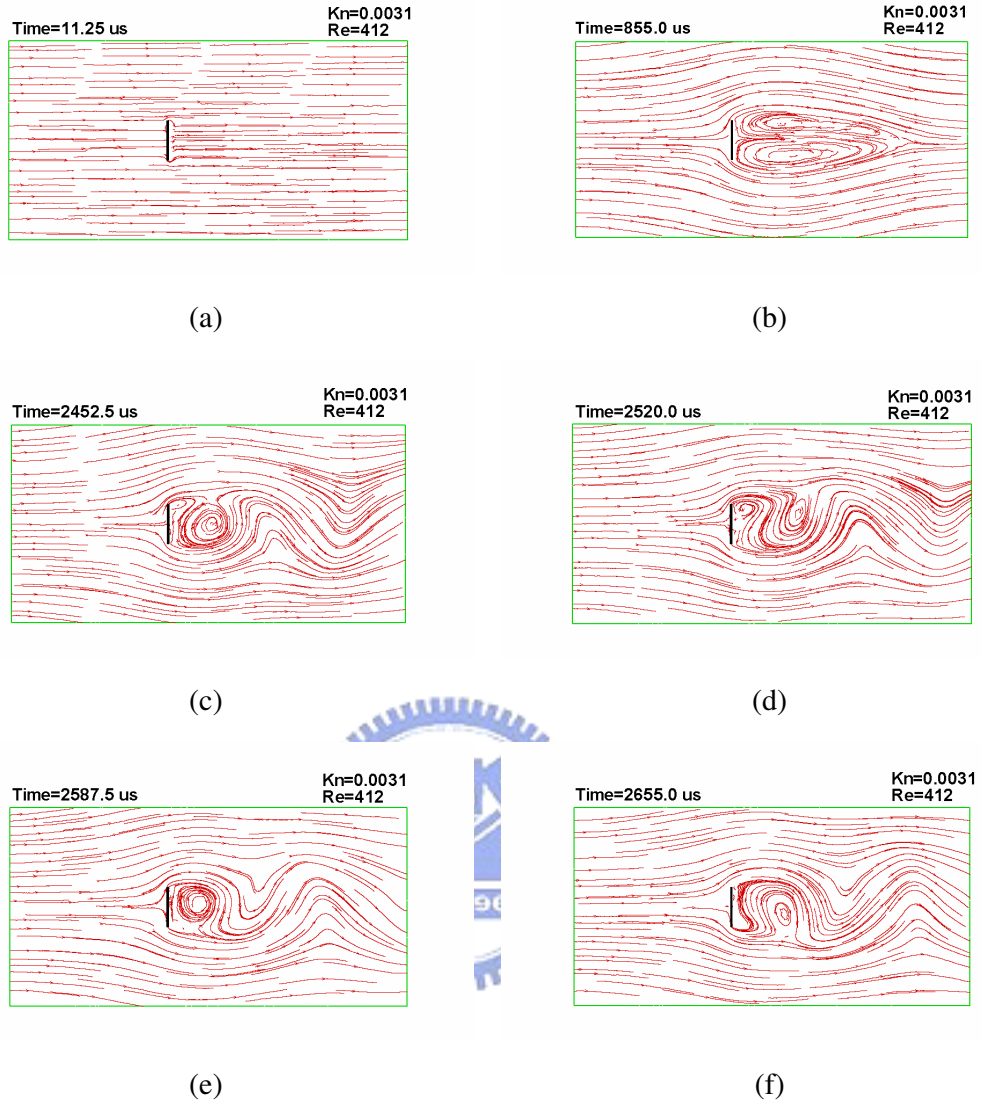 Time=11.25 us
Kn=0.0031
Re=412
Time=855.0 us
Kn=0.0031
Re=412
(a)
(b)
Time=2452.5 us
Kn=0.0031
Re=412
Time=2520.0 us
Kn=0.0031
Re=412
(c)
(d)
Time=2587.5 us
Kn=0.0031
Re=412
Time=2655.0 us
Kn=0.0031
Re=412
(e)
(f)